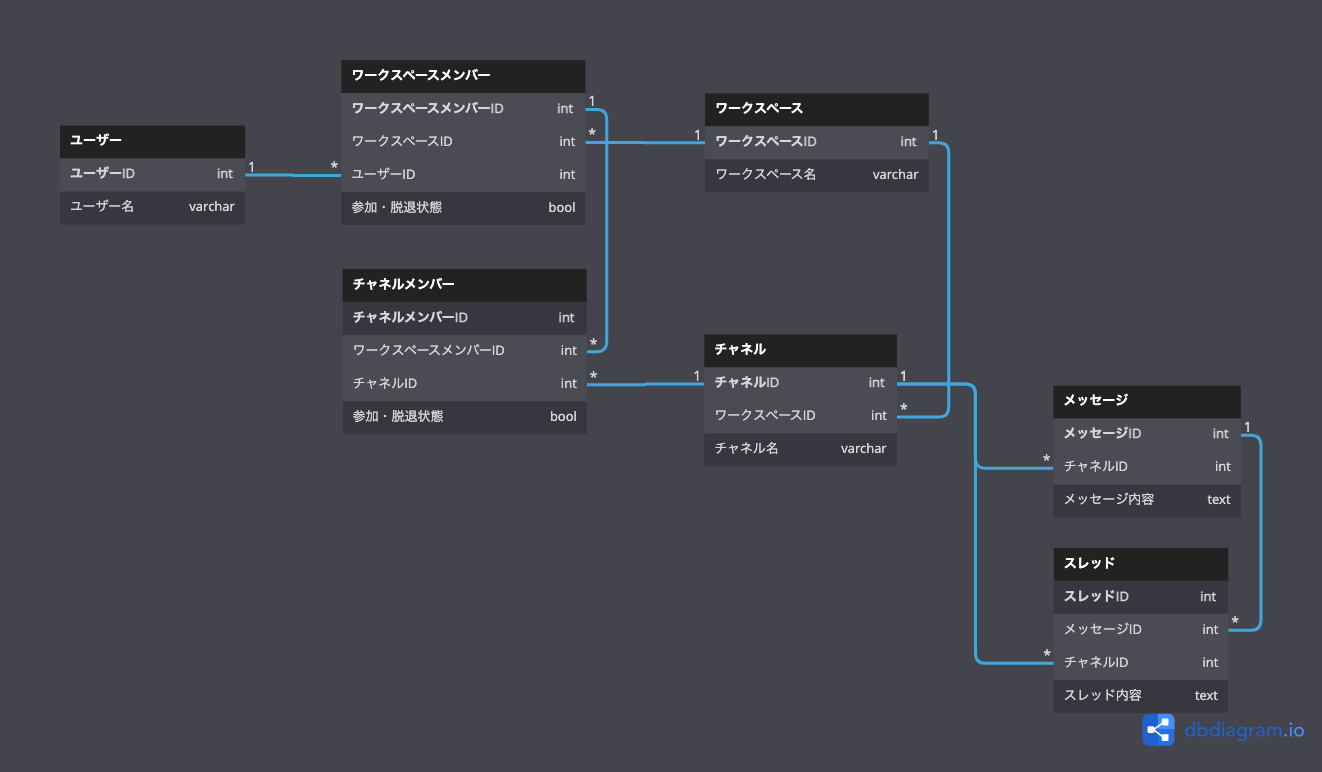 ユーザー
ユーザーID int
ユーザー名 varchar
1 *
ワークスペースメンバー
ワークスペースメンバーID int 1
ワークスペースID int *
ユーザーID int
参加・脱退状態 bool
チャネルメンバー
チャネルメンバーID int
ワークスペースメンバーID int *
チャネルID int *
参加・脱退状態 bool
ワークスペース
1 ワークスペースID int 1
ワークスペース名 varchar
チャネル
1 チャネルID int 1
ワークスペースID int *
チャネル名 varchar
メッセージ
メッセージID int 1
* チャネルID int
メッセージ内容 text
スレッド
スレッドID int
メッセージID int *
* チャネルID int
スレッド内容 text
dbdiagram.io